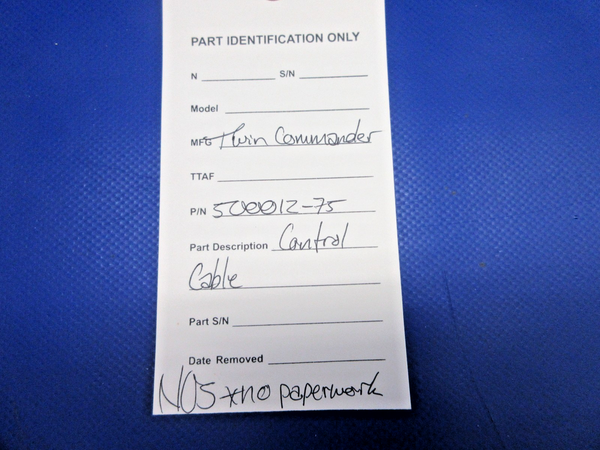 PART IDENTIFICATION ONLY
N S/N
Model
MFG Twin Commander
TTAF
P/N 500012-75
Part Description Control
Cable
Part S/N
Date Removed
NOS *no paperwork